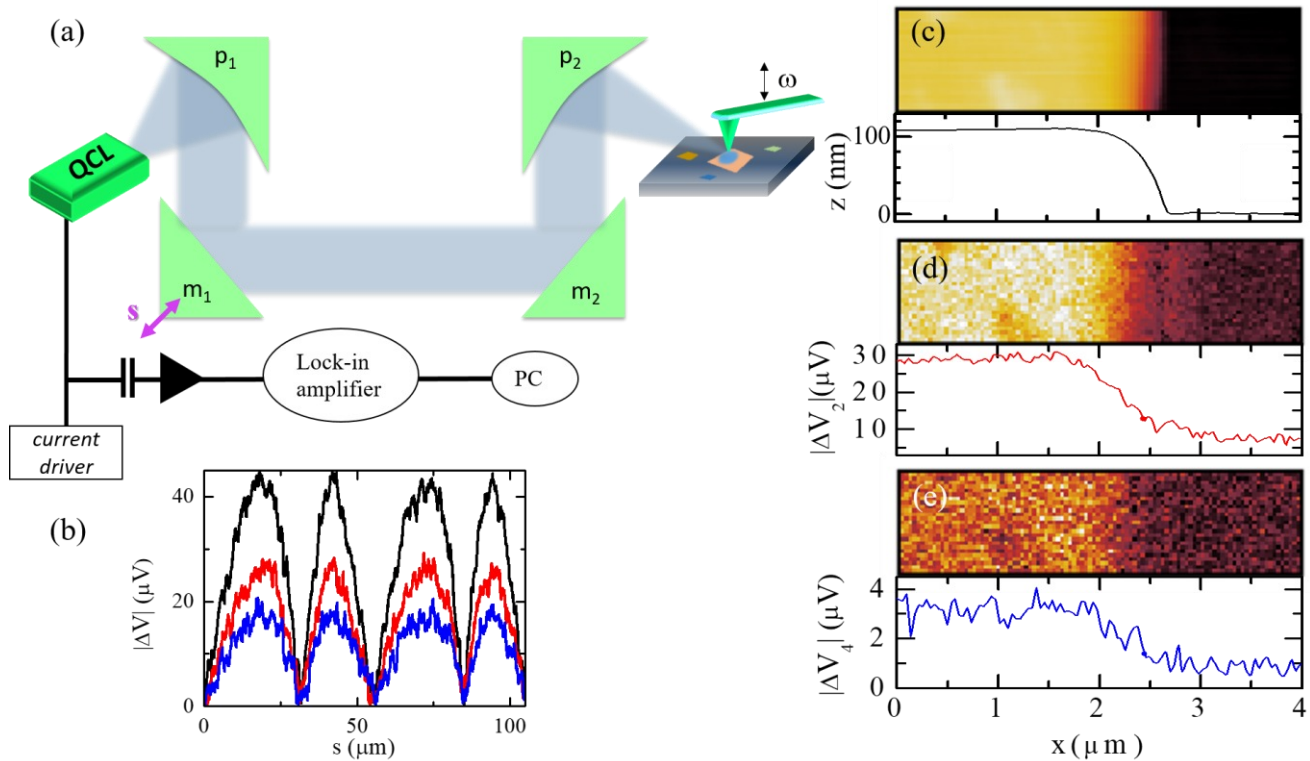 (a)
p1
p2
ω
QCL
m1
m2
s
Lock-in
amplifier
PC
current
driver
(b)
40
20
0
|ΔV| (μV)
0
50
100
s (μm)
(c)
100
0
z (nm)
(d)
30
20
10
|ΔV2|(μV)
(e)
4
2
0
|ΔV4| (μV)
0
1
2
3
4
x (μm)